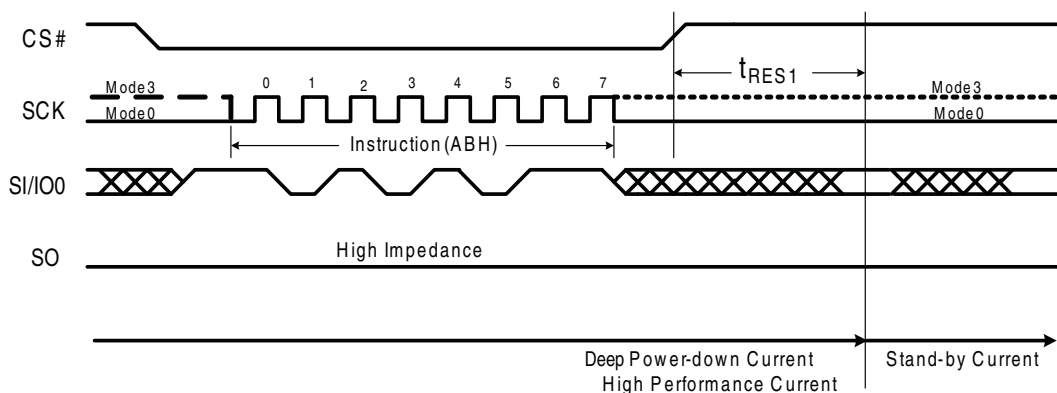 CS#
tRES1
0 1 2 3 4 5 6 7
Mode3 Mode3
SCK
Mode0 Mode0
Instruction(ABH)
SI/IO0
High Impedance
SO
Deep Power-down Current Stand-by Current
High Performance Current